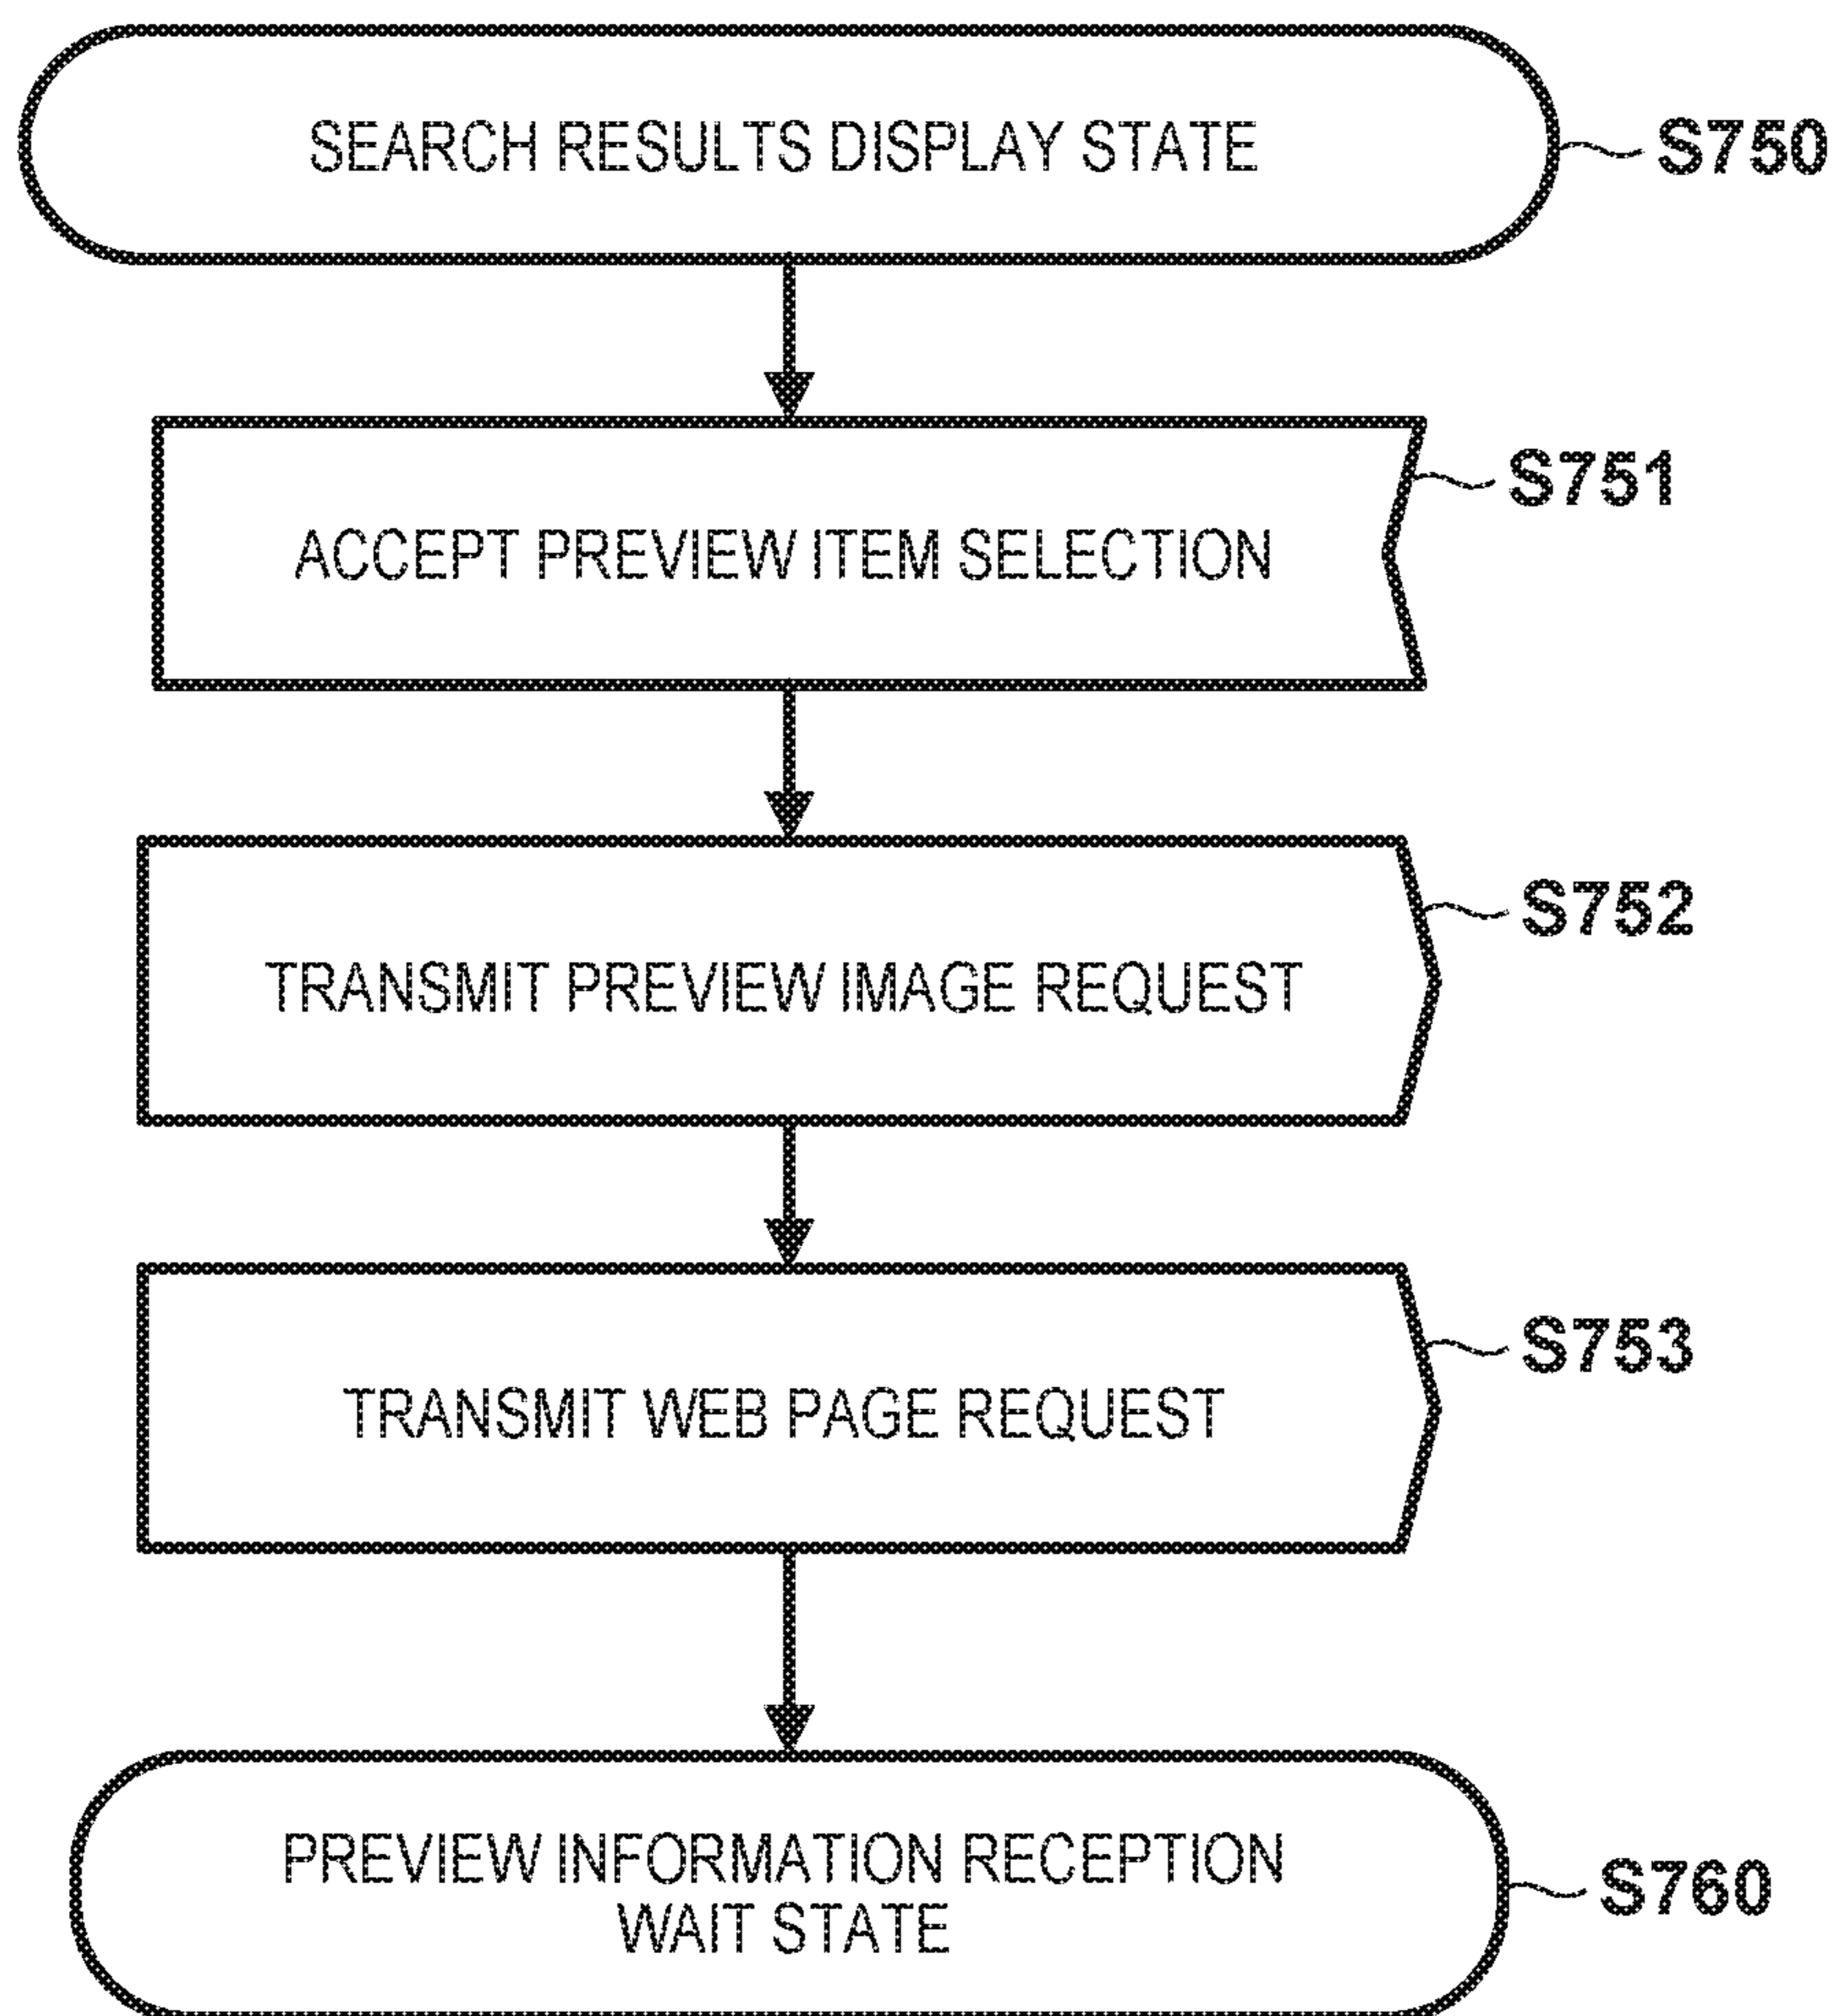 SEARCH RESULTS DISPLAY STATE
S750
S751
ACCEPT PREVIEW ITEM SELECTION
S752
TRANSMIT PREVIEW IMAGE REQUEST
S753
TRANSMIT WEB PAGE REQUEST
PREVIEW INFORMATION RECEPTION
WAIT STATE
S760